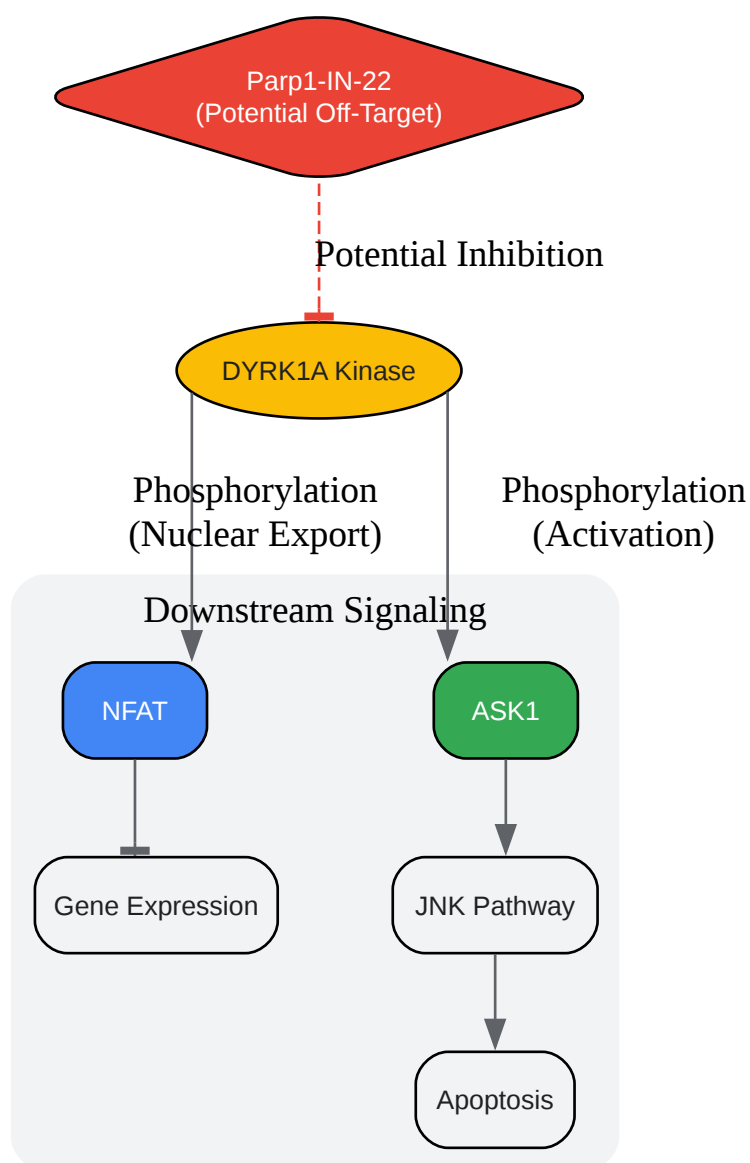 Parp1-IN-22
(Potential Off-Target)
Potential Inhibition
DYRK1A Kinase
Phosphorylation
(Nuclear Export)
Phosphorylation
(Activation)
Downstream Signaling
NFAT
ASK1
Gene Expression
JNK Pathway
Apoptosis